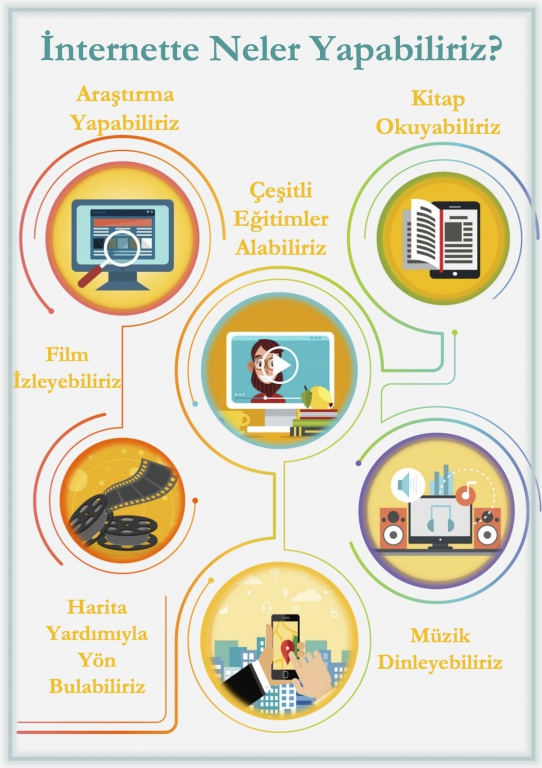 İnternette Neler Yapabiliriz?
Araştırma
Yapabiliriz
Kitap
Okuyabiliriz
Çeşitli
Eğitimler
Alabiliriz
Film
İzleyebiliriz
Harita
Yardımıyla
Yön
Bulabiliriz
Müzik
Dinleyebiliriz